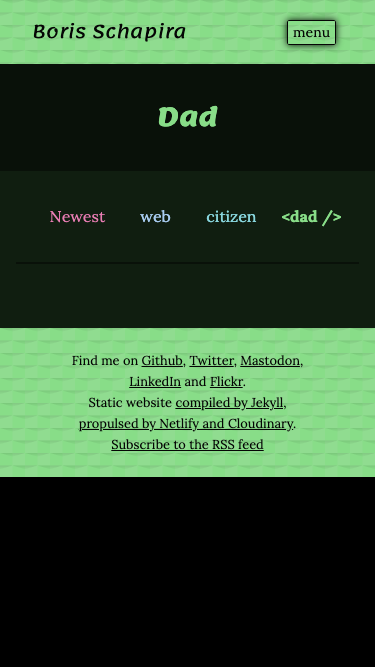 Boris Schapira
menu
Dad
Newest web citizen <dad />
Find me on Github, Twitter, Mastodon,
LinkedIn and Flickr.
Static website compiled by Jekyll,
propulsed by Netlify and Cloudinary.
Subscribe to the RSS feed